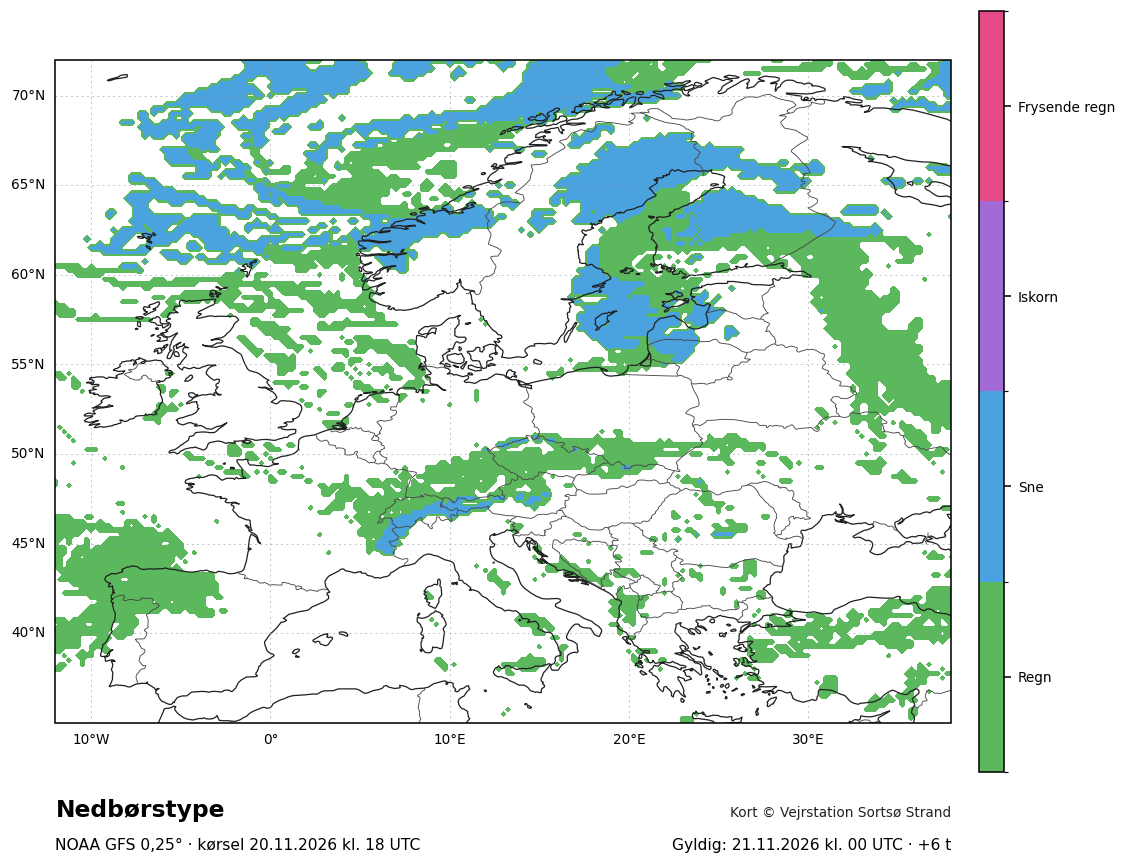 70°N
65°N
60°N
55°N
50°N
45°N
40°N
10°W
0°
10°E
20°E
30°E
Frysende regn
Iskorn
Sne
Regn
Nedbørstype
Kort © Vejrstation Sortsø Strand
NOAA GFS 0,25° · kørsel 20.11.2026 kl. 18 UTC
Gyldig: 21.11.2026 kl. 00 UTC · +6 t